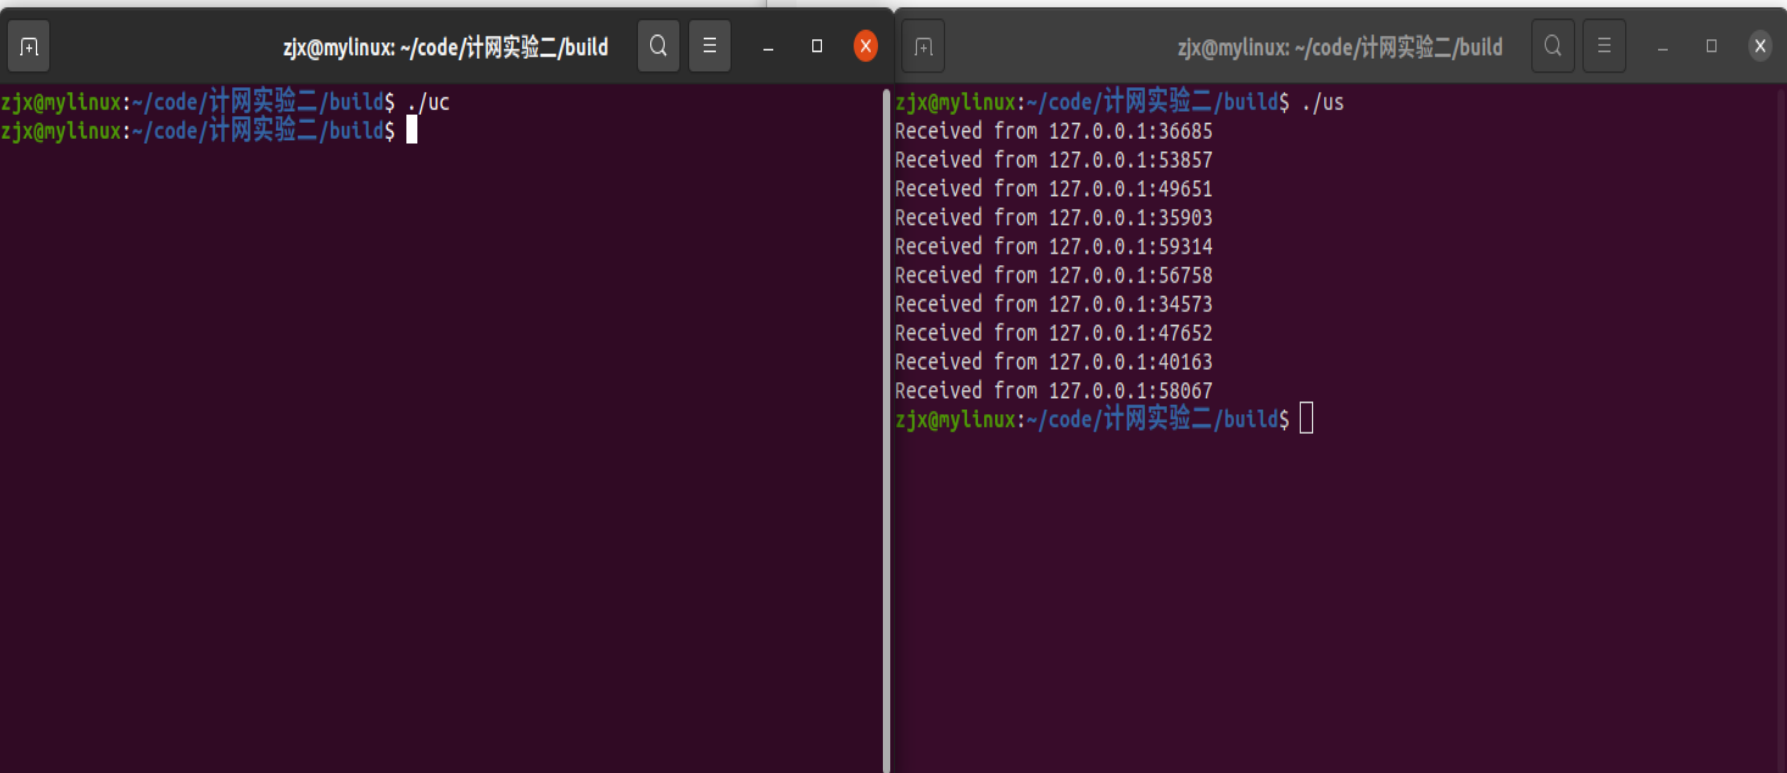 zjx@mylinux: ~/code/计网实验二/build
zjx@mylinux:~/code/计网实验二/build$ ./uc
zjx@mylinux:~/code/计网实验二/build$
zjx@mylinux: ~/code/计网实验二/build
zjx@mylinux:~/code/计网实验二/build$ ./us
Received from 127.0.0.1:36685
Received from 127.0.0.1:53857
Received from 127.0.0.1:49651
Received from 127.0.0.1:35903
Received from 127.0.0.1:59314
Received from 127.0.0.1:56758
Received from 127.0.0.1:34573
Received from 127.0.0.1:47652
Received from 127.0.0.1:40163
Received from 127.0.0.1:58067
zjx@mylinux:~/code/计网实验二/build$